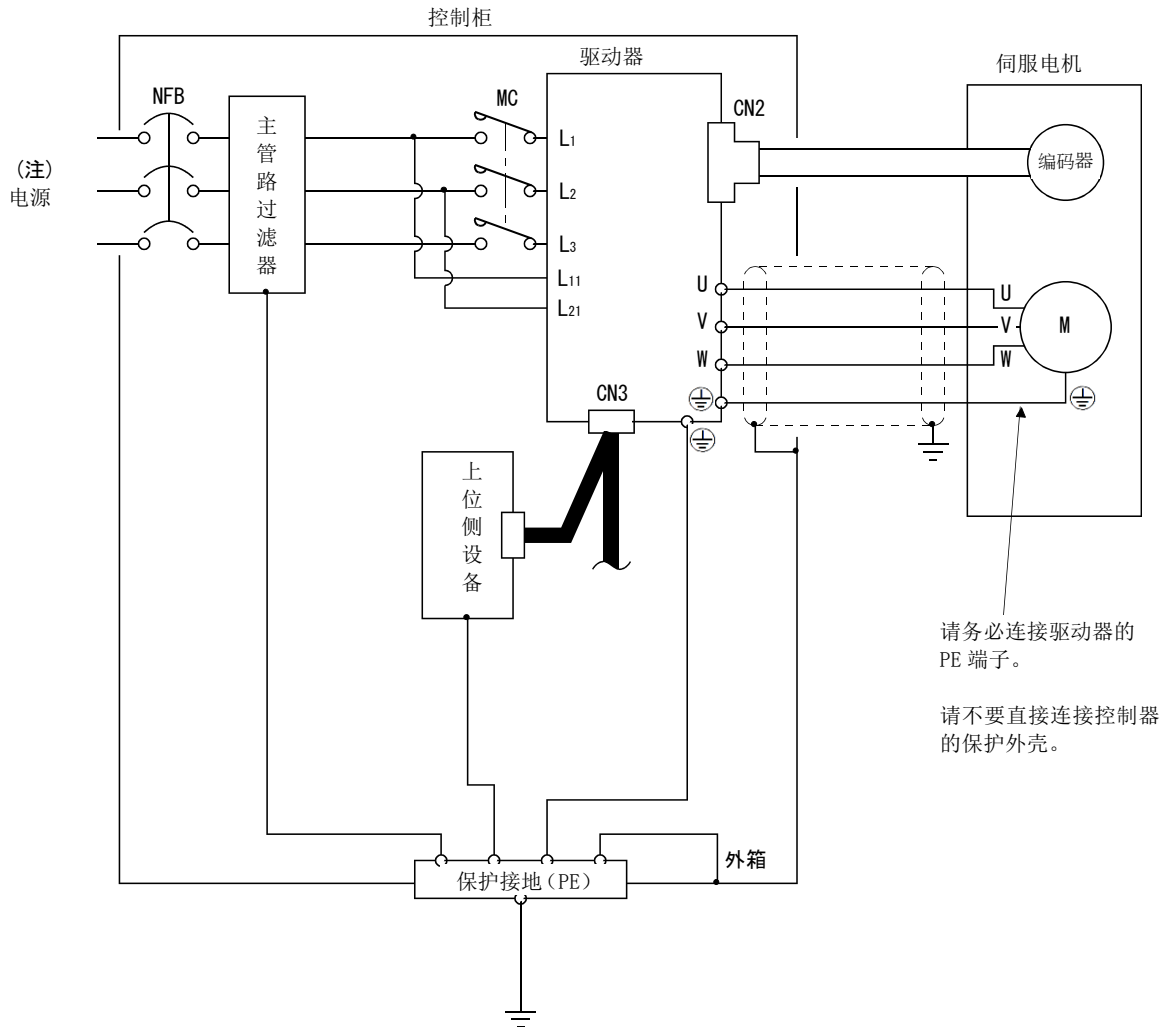 控制柜
驱动器
伺服电机
NFB
MC
CN2
主管路过滤器
(注)
电源
L1
L2
L3
L11
L21
编码器
U
V
W
U
V
W
M
CN3
上位侧设备
请务必连接驱动器的
PE 端子。
请不要直接连接控制器
的保护外壳。
外箱
保护接地(PE)